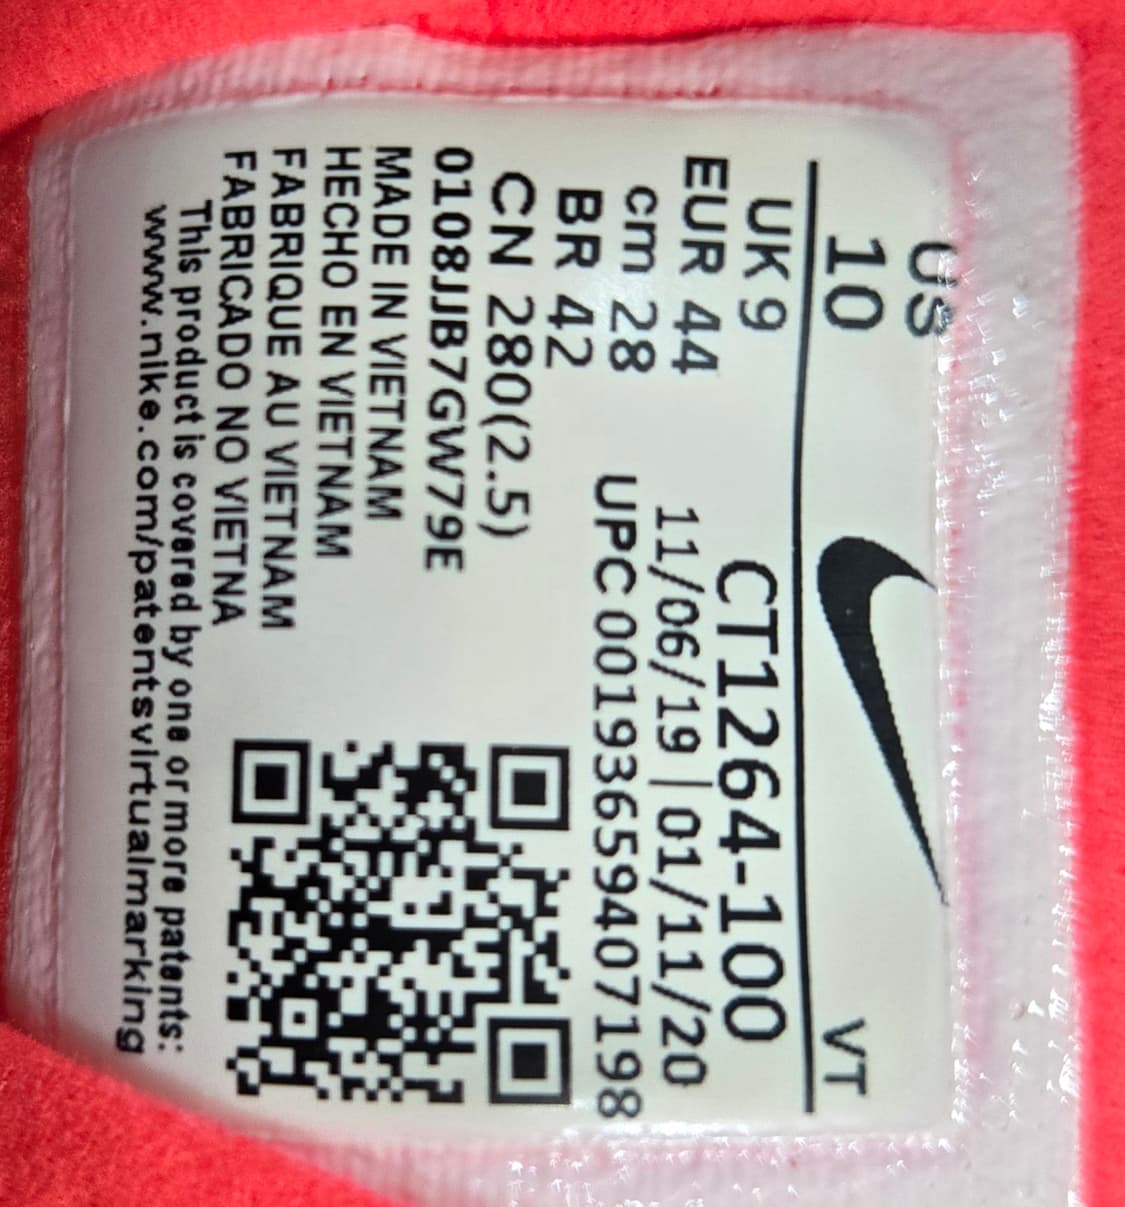 US
10 VT
UK 9 CT1264-100
EUR 44 11/06/19 | 01/11/20
cm 28 UPC 00193659407198
BR 42
CN 280(2.5)
0108JJB7GW79E
MADE IN VIETNAM
HECHO EN VIETNAM
FABRIQUE AU VIETNAM
FABRICADO NO VIETNA
This product is covered by one or more patents:
www.nike.com/patentsvirtualmarking